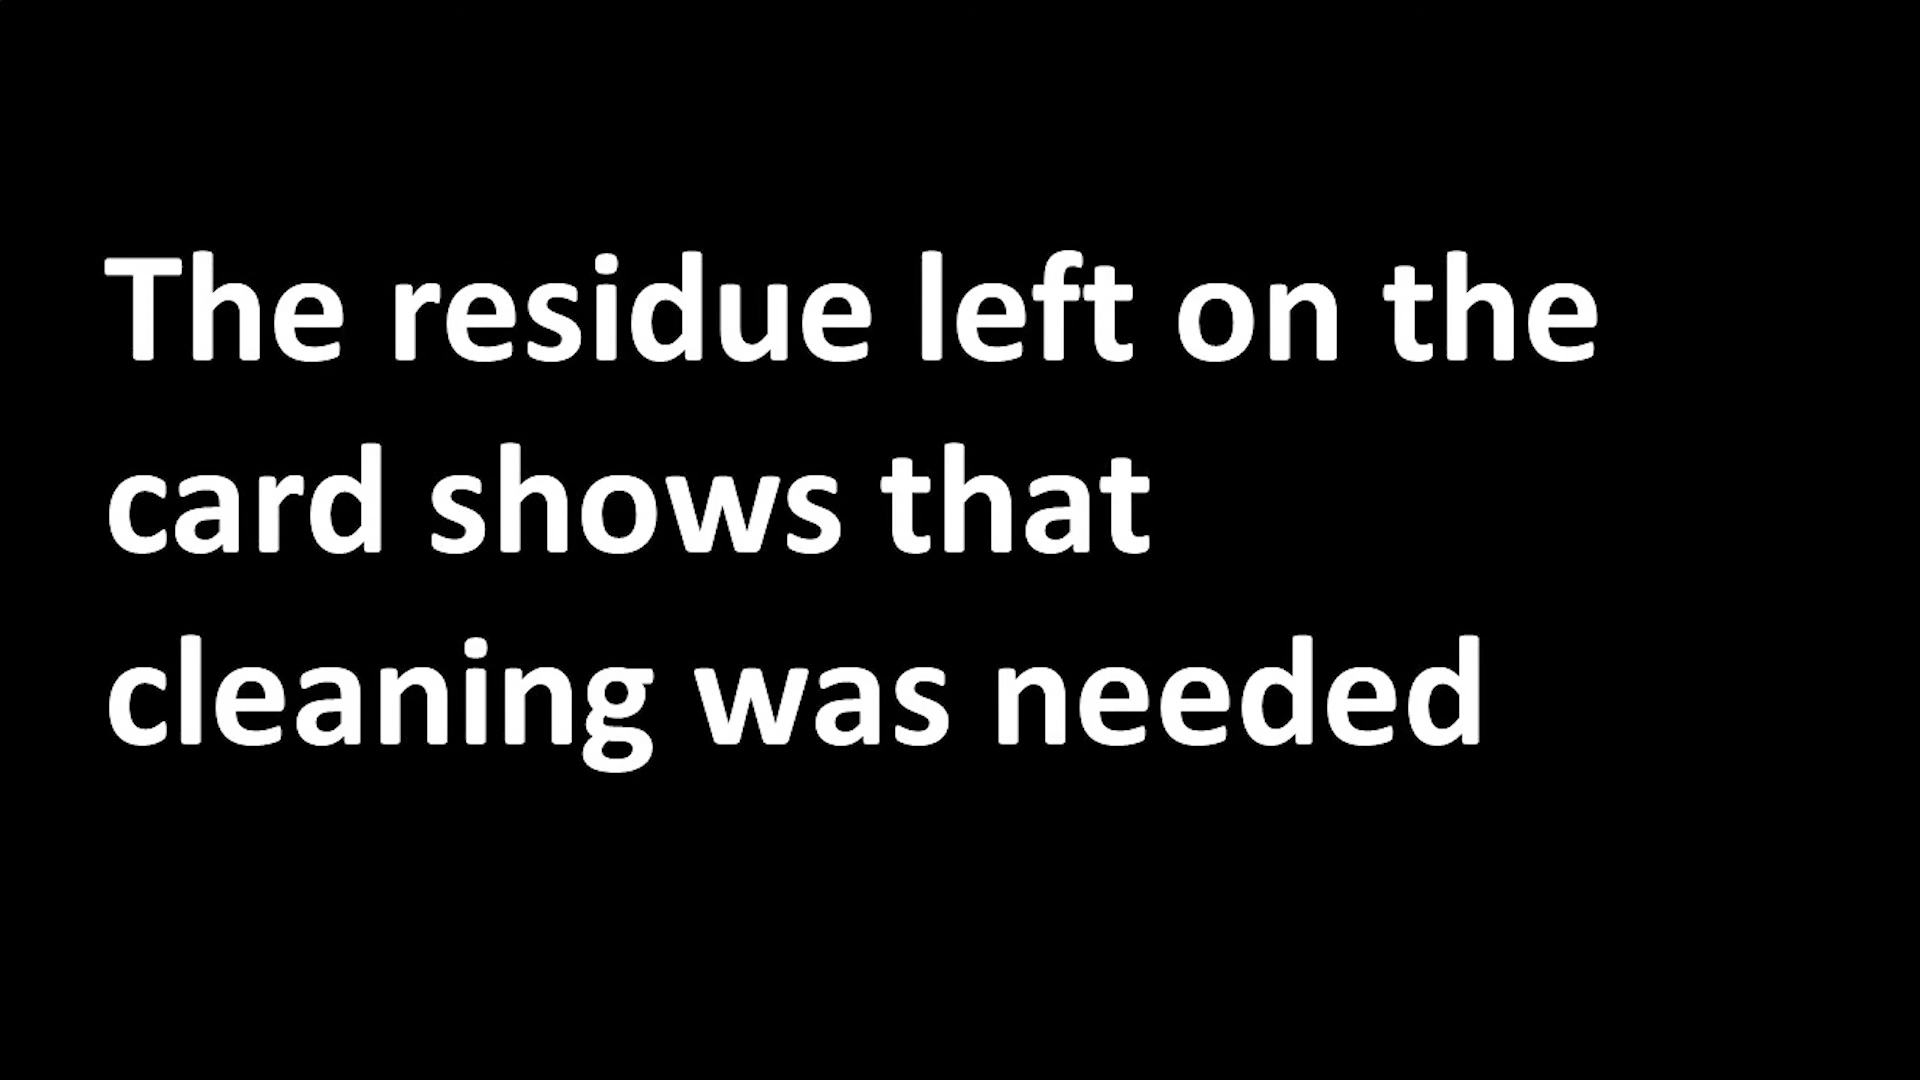 The residue left on the
card shows that
cleaning was needed